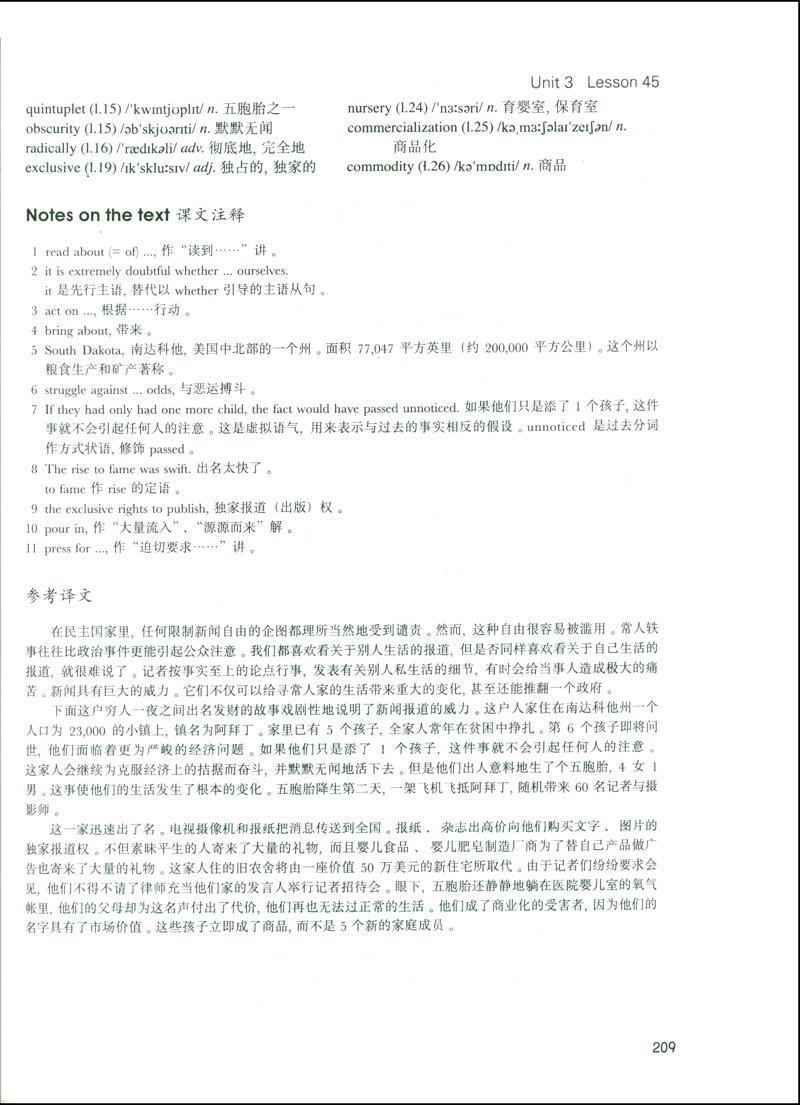 Unit 3 Lesson 45
quintuplet (l.15) /ˈkwɪntjʊplɪt/ n. 五胞胎之一
obscurity (l.15) /əbˈskjʊərɪti/ n. 默默无闻
radically (l.16) /ˈrædɪkəli/ adv. 彻底地, 完全地
exclusive (l.19) /ɪkˈskluːsɪv/ adj. 独占的, 独家的
nursery (l.24) /ˈnɜːsəri/ n. 育婴室, 保育室
commercialization (l.25) /kəˌmɜːʃəlaɪˈzeɪʃən/ n.
商品化
commodity (l.26) /kəˈmɒdɪti/ n. 商品
Notes on the text 课文注释
1 read about (= of) ..., 作“读到……”讲。
2 it is extremely doubtful whether ... ourselves.
it 是先行主语, 替代以 whether 引导的主语从句。
3 act on ..., 根据……行动。
4 bring about, 带来。
5 South Dakota, 南达科他, 美国中北部的一个州。面积 77,047 平方英里（约 200,000 平方公里）。这个州以
粮食生产和矿产著称。
6 struggle against ... odds, 与恶运搏斗。
7 If they had only had one more child, the fact would have passed unnoticed. 如果他们只是添了 1 个孩子, 这件
事就不会引起任何人的注意。这是虚拟语气, 用来表示与过去的事实相反的假设。unnoticed 是过去分词
作方式状语, 修饰 passed。
8 The rise to fame was swift. 出名太快了。
to fame 作 rise 的定语。
9 the exclusive rights to publish, 独家报道（出版）权。
10 pour in, 作“大量流入”、“源源而来”解。
11 press for ..., 作“迫切要求……”讲。
参考译文
在民主国家里, 任何限制新闻自由的企图都理所当然地受到谴责。然而, 这种自由很容易被滥用。常人轶
事往往比政治事件更能引起公众注意。我们都喜欢看关于别人生活的报道, 但是否同样喜欢看关于自己生活的
报道, 就很难说了。记者按事实至上的论点行事, 发表有关别人私生活的细节, 有时会给当事人造成极大的痛
苦。新闻具有巨大的威力。它们不仅可以给寻常人家的生活带来重大的变化, 甚至还能推翻一个政府。
下面这户穷人一夜之间出名发财的故事戏剧性地说明了新闻报道的威力。这户人家住在南达科他州一个
人口为 23,000 的小镇上, 镇名为阿拜丁。家里已有 5 个孩子, 全家人常年在贫困中挣扎。第 6 个孩子即将问
世, 他们面临着更为严峻的经济问题。如果他们只是添了 1 个孩子, 这件事就不会引起任何人的注意。
这家人会继续为克服经济上的拮据而奋斗, 并默默无闻地活下去。但是他们出人意料地生了个五胞胎, 4 女 1
男。这事使他们的生活发生了根本的变化。五胞胎降生第二天, 一架飞机飞抵阿拜丁, 随机带来 60 名记者与摄
影师。
这一家迅速出了名。电视摄像机和报纸把消息传送到全国。报纸、杂志出高价向他们购买文字、图片的
独家报道权。不但素昧平生的人寄来了大量的礼物, 而且婴儿食品、婴儿肥皂制造厂商为了替自己产品做广
告也寄来了大量的礼物。这家人住的旧农舍将由一座价值 50 万美元的新住宅所取代。由于记者们纷纷要求会
见, 他们不得不请了律师充当他们家的发言人举行记者招待会。眼下, 五胞胎还静静地躺在医院婴儿室的氧气
帐里, 他们的父母却为这名声付出了代价, 他们再也无法过正常的生活。他们成了商业化的受害者, 因为他们的
名字具有了市场价值。这些孩子立即成了商品, 而不是 5 个新的家庭成员。
209